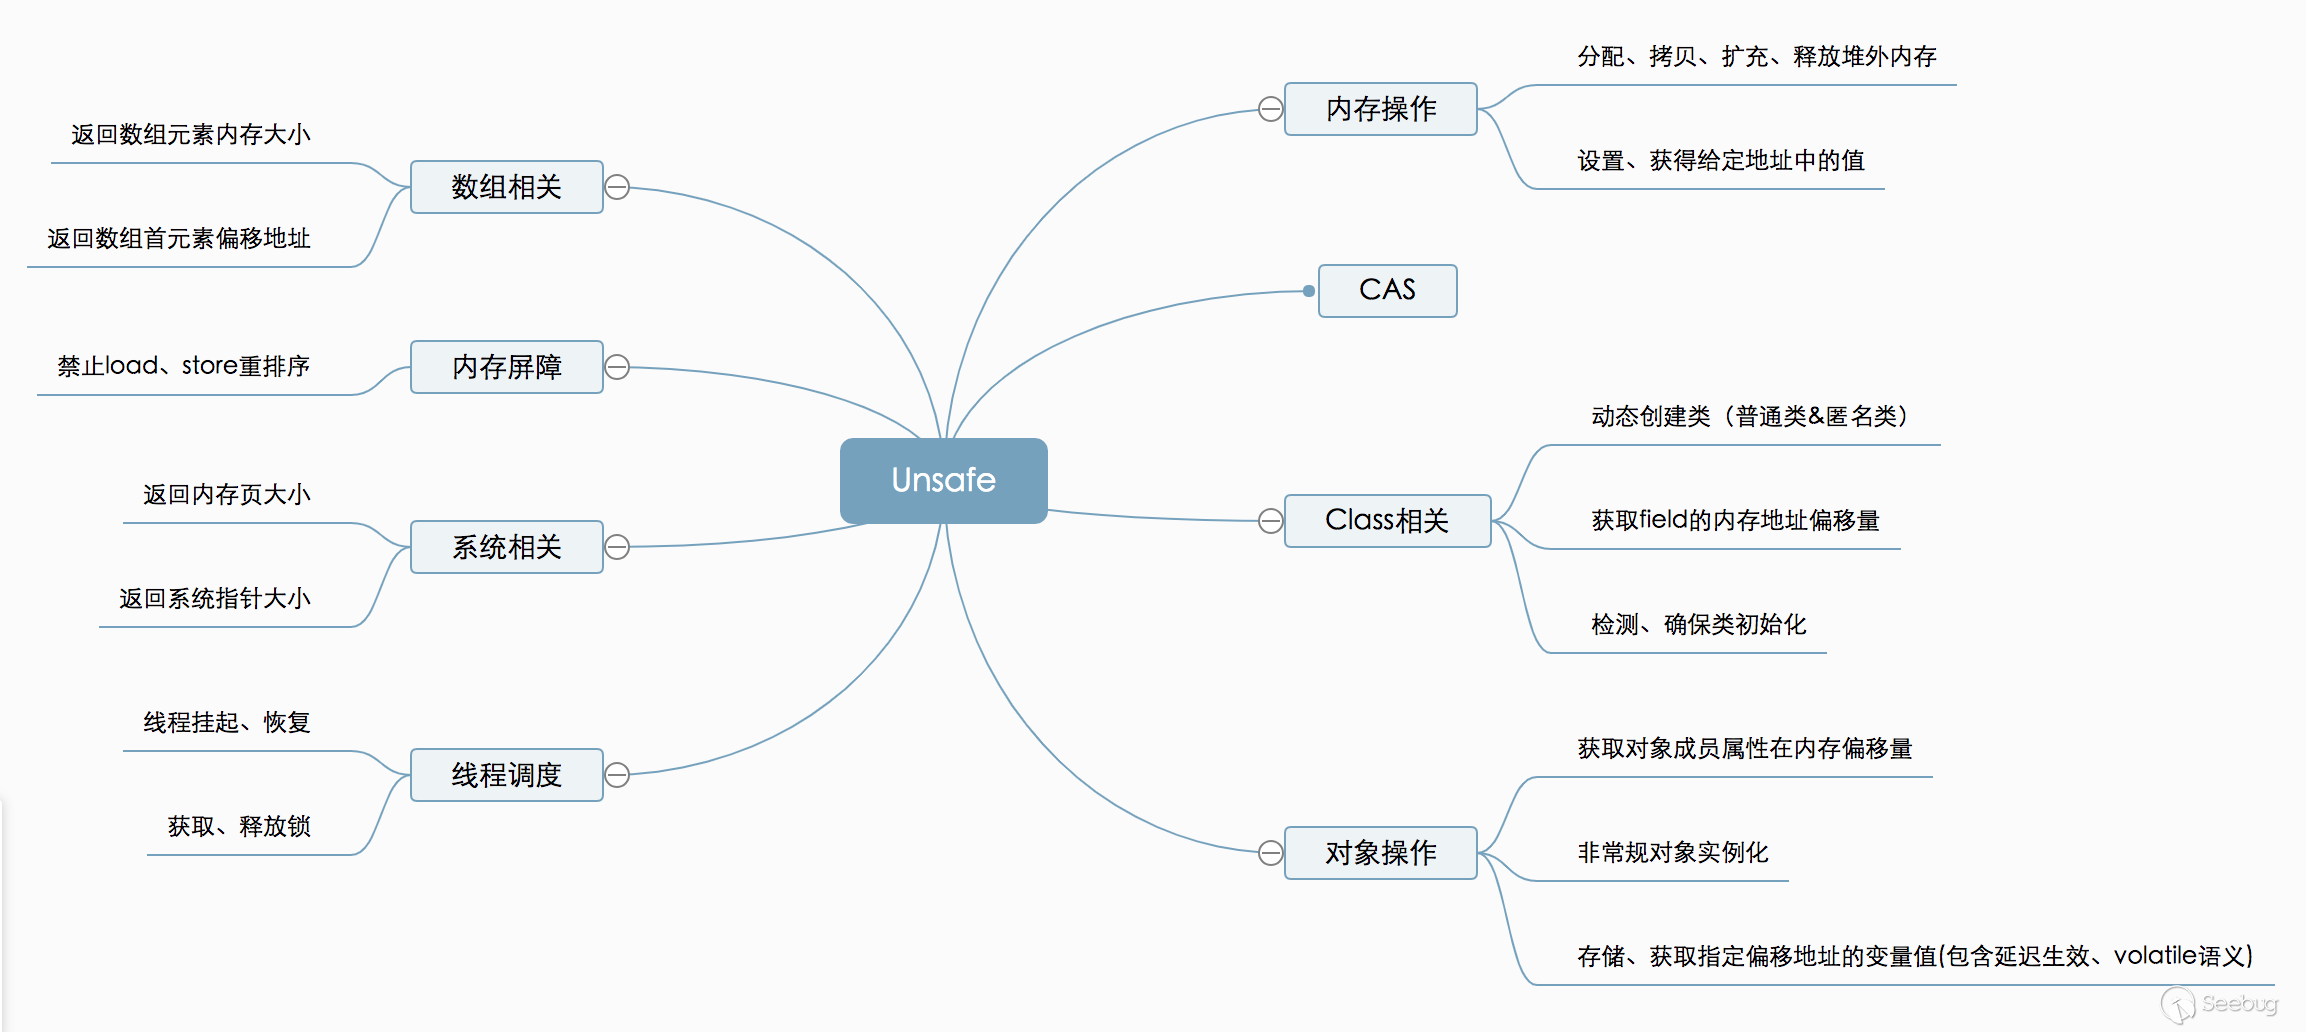 Unsafe
内存操作
分配、拷贝、扩充、释放堆外内存
设置、获得给定地址中的值
CAS
Class相关
动态创建类（普通类&匿名类）
获取field的内存地址偏移量
检测、确保类初始化
对象操作
获取对象成员属性在内存偏移量
非常规对象实例化
存储、获取指定偏移地址的变量值(包含延迟生效、volatile语义)
数组相关
返回数组元素内存大小
返回数组首元素偏移地址
内存屏障
禁止load、store重排序
系统相关
返回内存页大小
返回系统指针大小
线程调度
线程挂起、恢复
获取、释放锁
Seebug